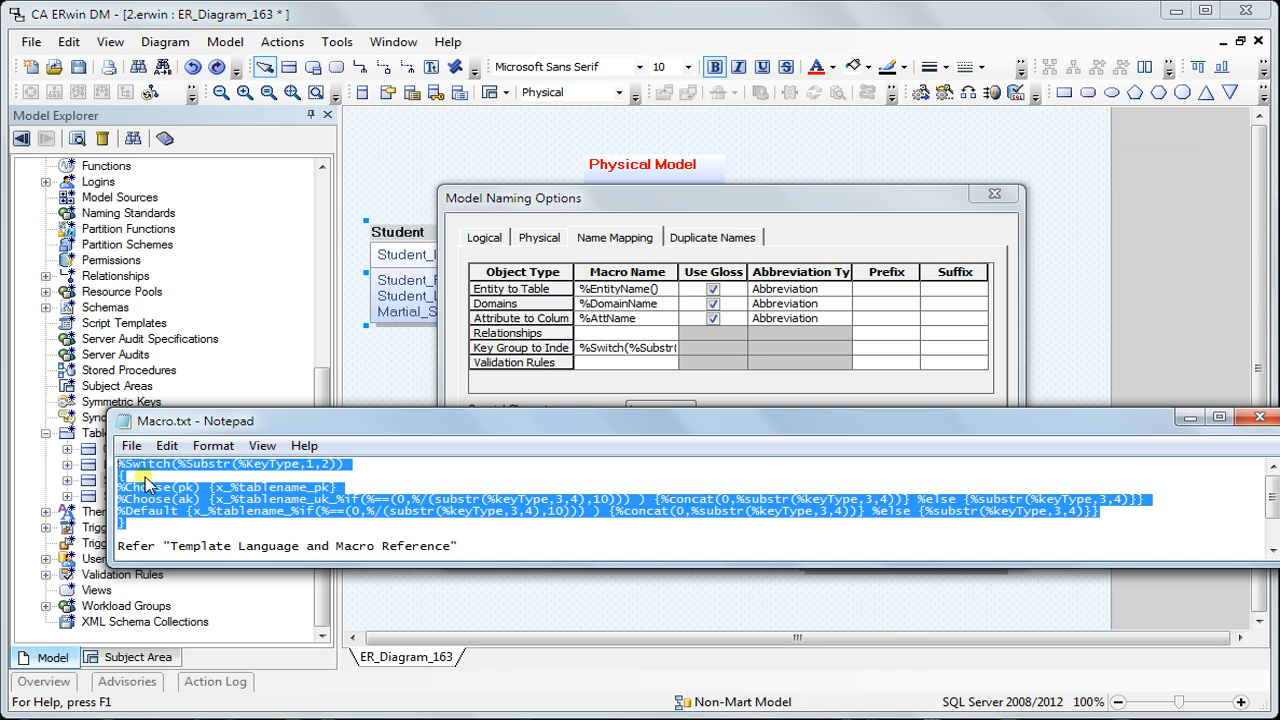 CA ERwin DM - [2.erwin : ER_Diagram_163 * ]
File Edit View Diagram Model Actions Tools Window Help
Microsoft Sans Serif 10 B I U S A
Physical
Model Explorer
Functions
Logins
Model Sources
Naming Standards
Partition Functions
Partition Schemes
Permissions
Relationships
Resource Pools
Schemas
Script Templates
Server Audit Specifications
Server Audits
Stored Procedures
Subject Areas
Symmetric Keys
Physical Model
Student
Martial_S
Model Naming Options
Logical Physical Name Mapping Duplicate Names
Object Type Macro Name Use Gloss Abbreviation Ty Prefix Suffix
Entity to Table %EntityName() Abbreviation
Domains %DomainName Abbreviation
Attribute to Colum %AttName Abbreviation
Relationships
Key Group to Inde %Switch(%Substr(
Validation Rules
Macro.txt - Notepad
File Edit Format View Help
%Switch(%Substr(%KeyType,1,2))
{
%Choose(pk) {x_%tablename_pk}
%Choose(ak) {x_%tablename_uk_%if(%==(0,%/(substr(%keyType,3,4),10))) ) {%concat(0,%substr(%keyType,3,4))} %else {%substr(%keyType,3,4)}}
%Default {x_%tablename_%if(%==(0,%/(substr(%keyType,3,4),10))) ) {%concat(0,%substr(%keyType,3,4))} %else {%substr(%keyType,3,4)}}
}
Refer "Template Language and Macro Reference"
Validation Rules
Views
Workload Groups
XML Schema Collections
Model Subject Area
ER_Diagram_163
Overview Advisories Action Log
For Help, press F1 Non-Mart Model SQL Server 2008/2012 100%